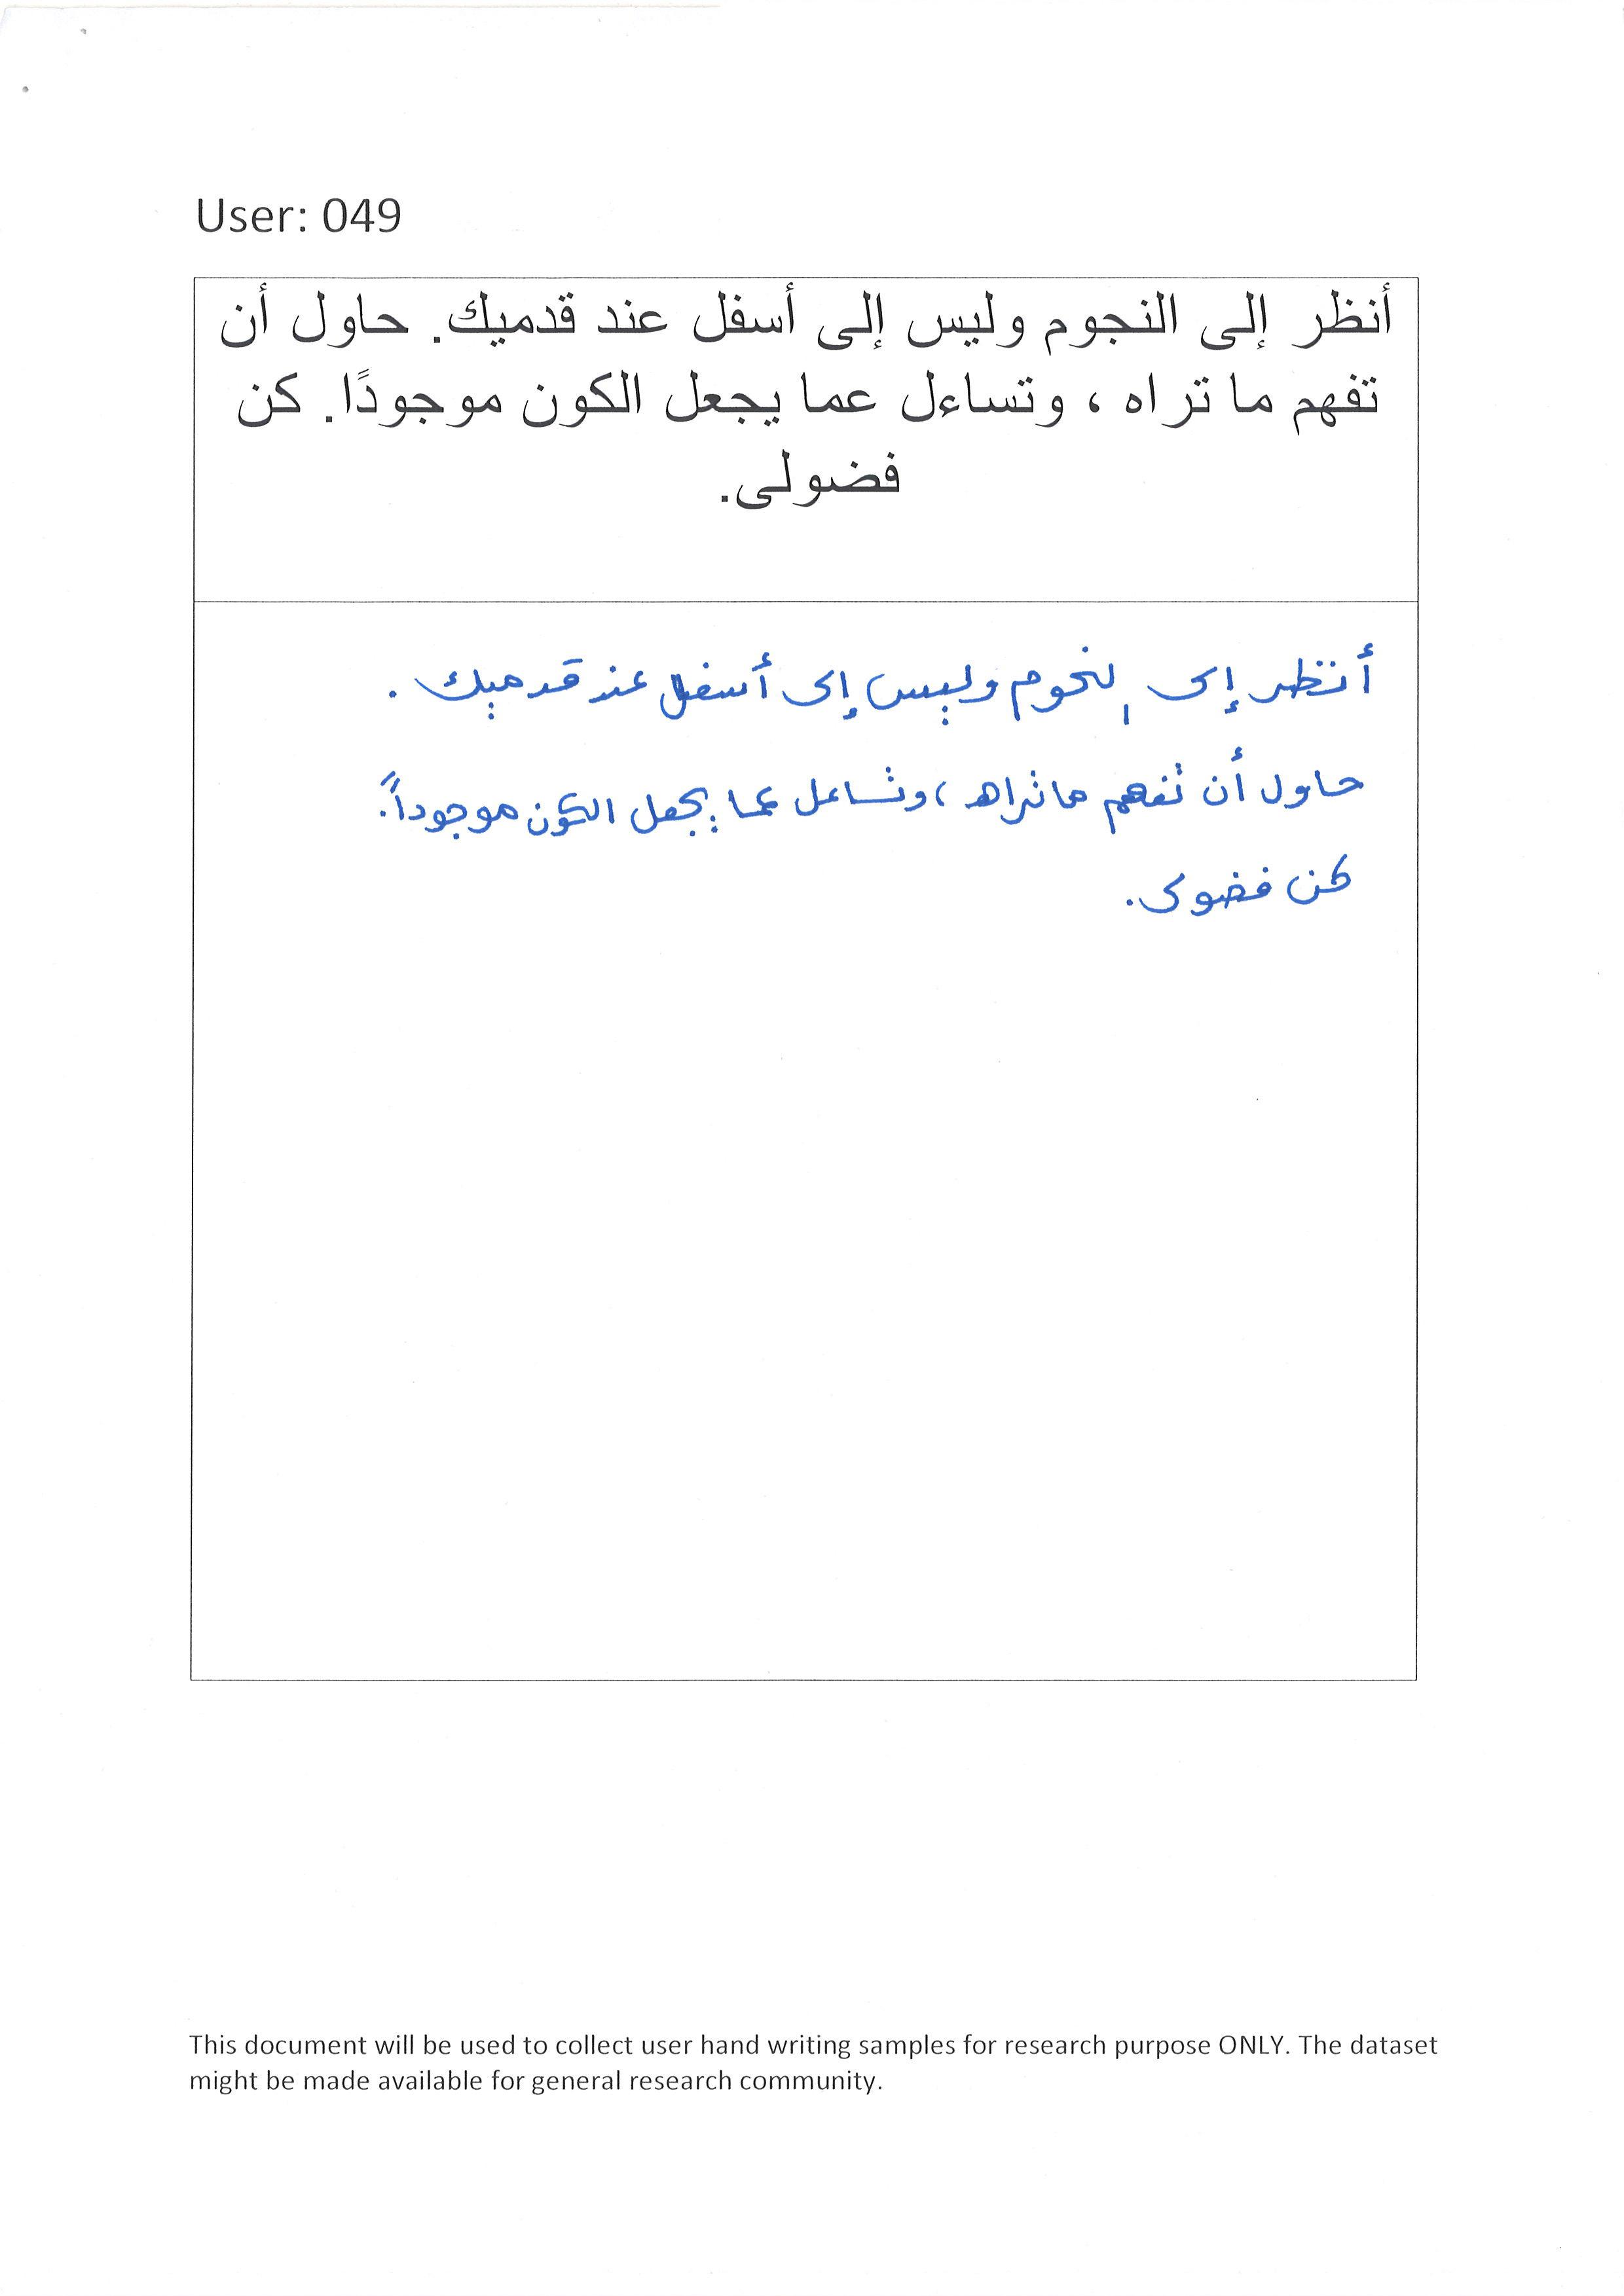 User: 049
أنظر إلى النجوم وليس إلى أسفل عند قدميك. حاول أن
تفهم ما تراه ، وتساءل عما يجعل الكون موجودًا. كن
فضولى.
أنظر إلى النجوم وليس إلى أسفل عند قدميك .
حاول أن تفهم ما تراه ، وتساءل عما يجعل الكون موجوداً.
كن فضولى.
This document will be used to collect user hand writing samples for research purpose ONLY. The dataset
might be made available for general research community.